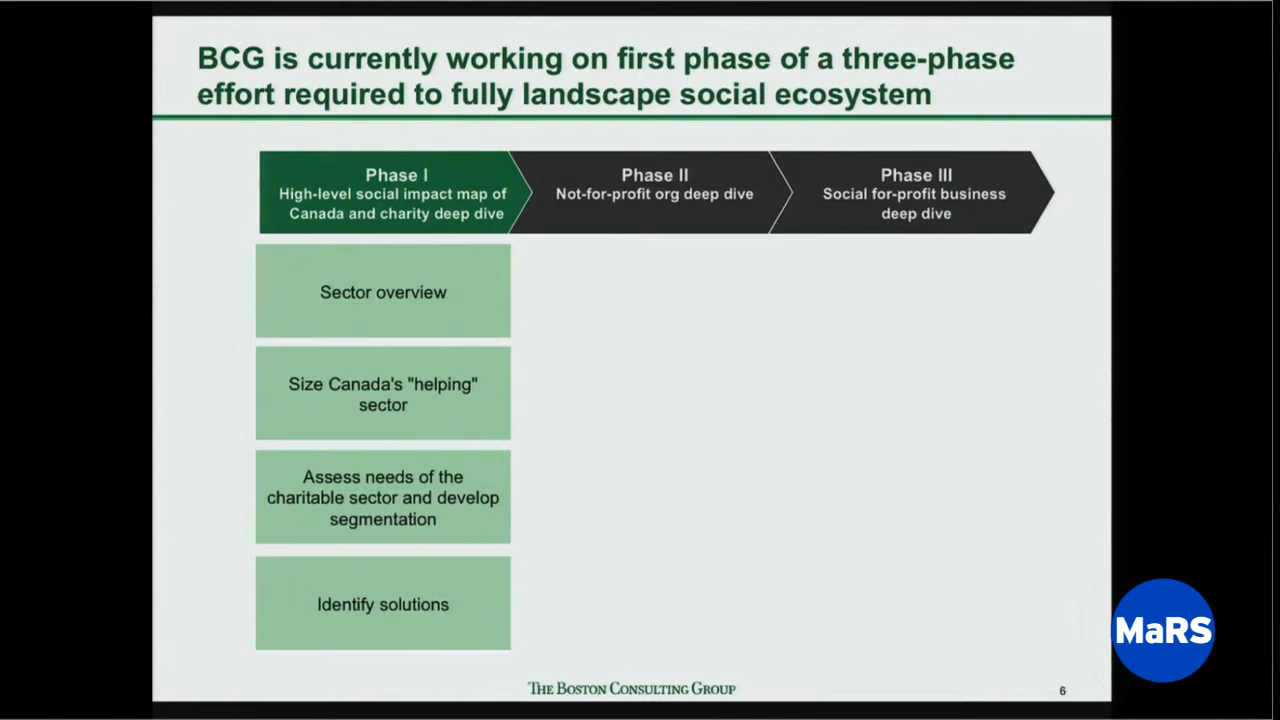 BCG is currently working on first phase of a three-phase
effort required to fully landscape social ecosystem
Phase I
High-level social impact map of
Canada and charity deep dive
Phase II
Not-for-profit org deep dive
Phase III
Social for-profit business
deep dive
Sector overview
Size Canada's "helping"
sector
Assess needs of the
charitable sector and develop
segmentation
Identify solutions
THE BOSTON CONSULTING GROUP
6
MaRS